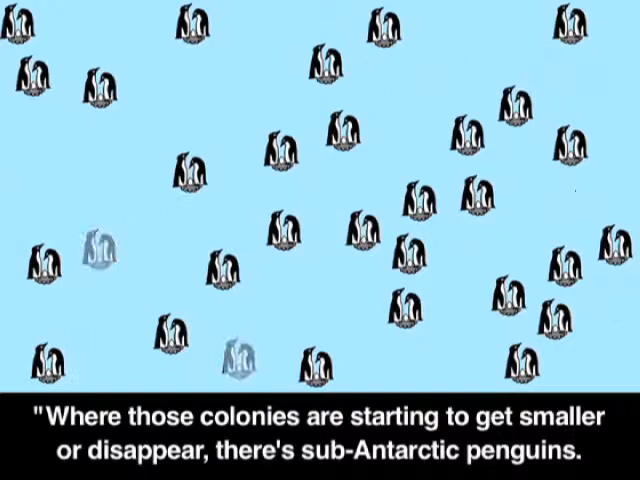 "Where those colonies are starting to get smaller
or disappear, there's sub-Antarctic penguins.